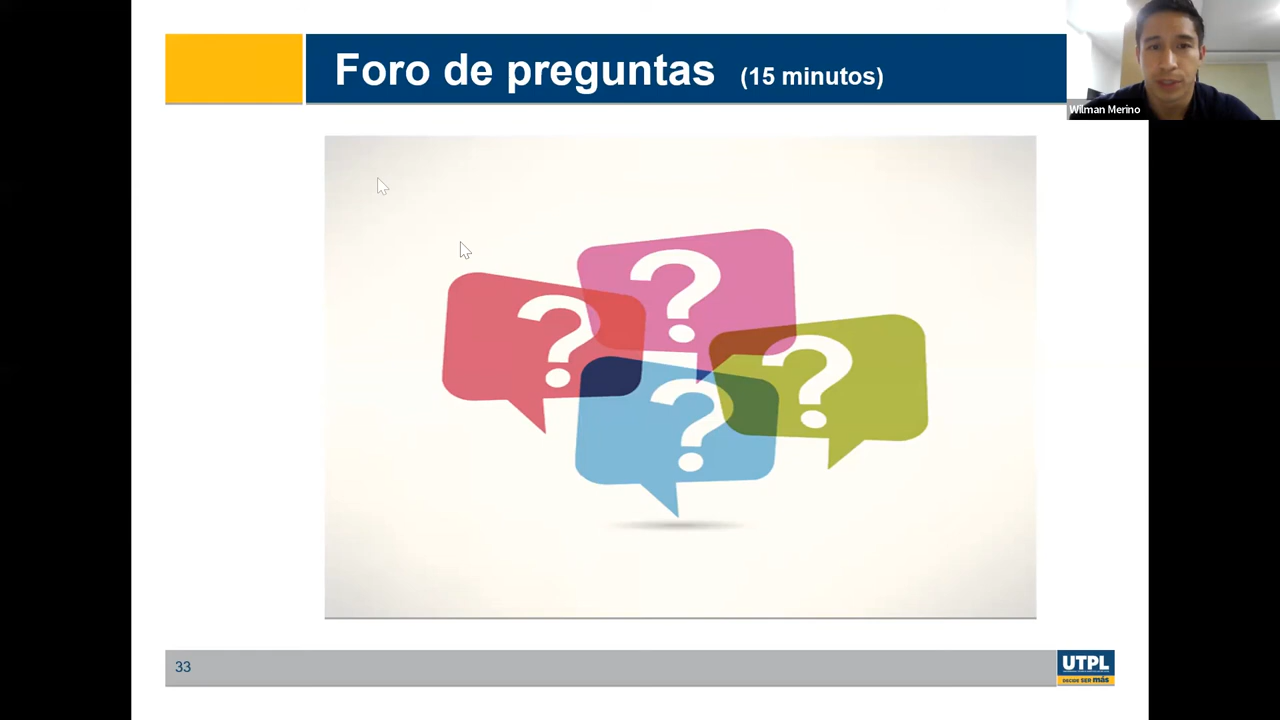 Foro de preguntas (15 minutos)
Wilman Merino
?
?
?
?
33
UTPL
DECIDE SER más